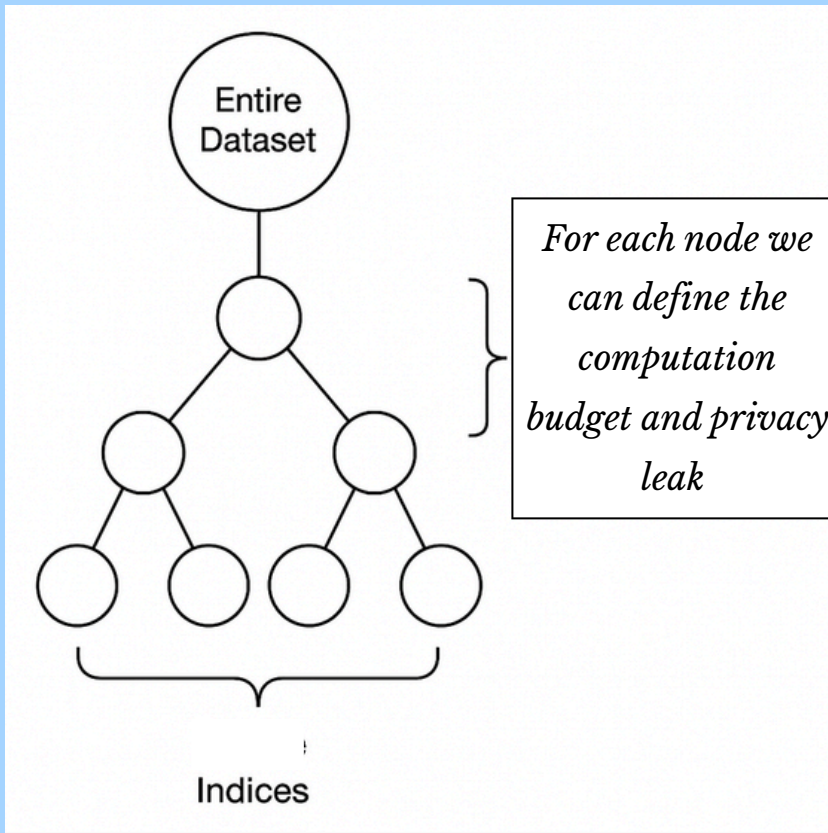 Entire
Dataset
For each node we
can define the
computation
budget and privacy
leak
Indices